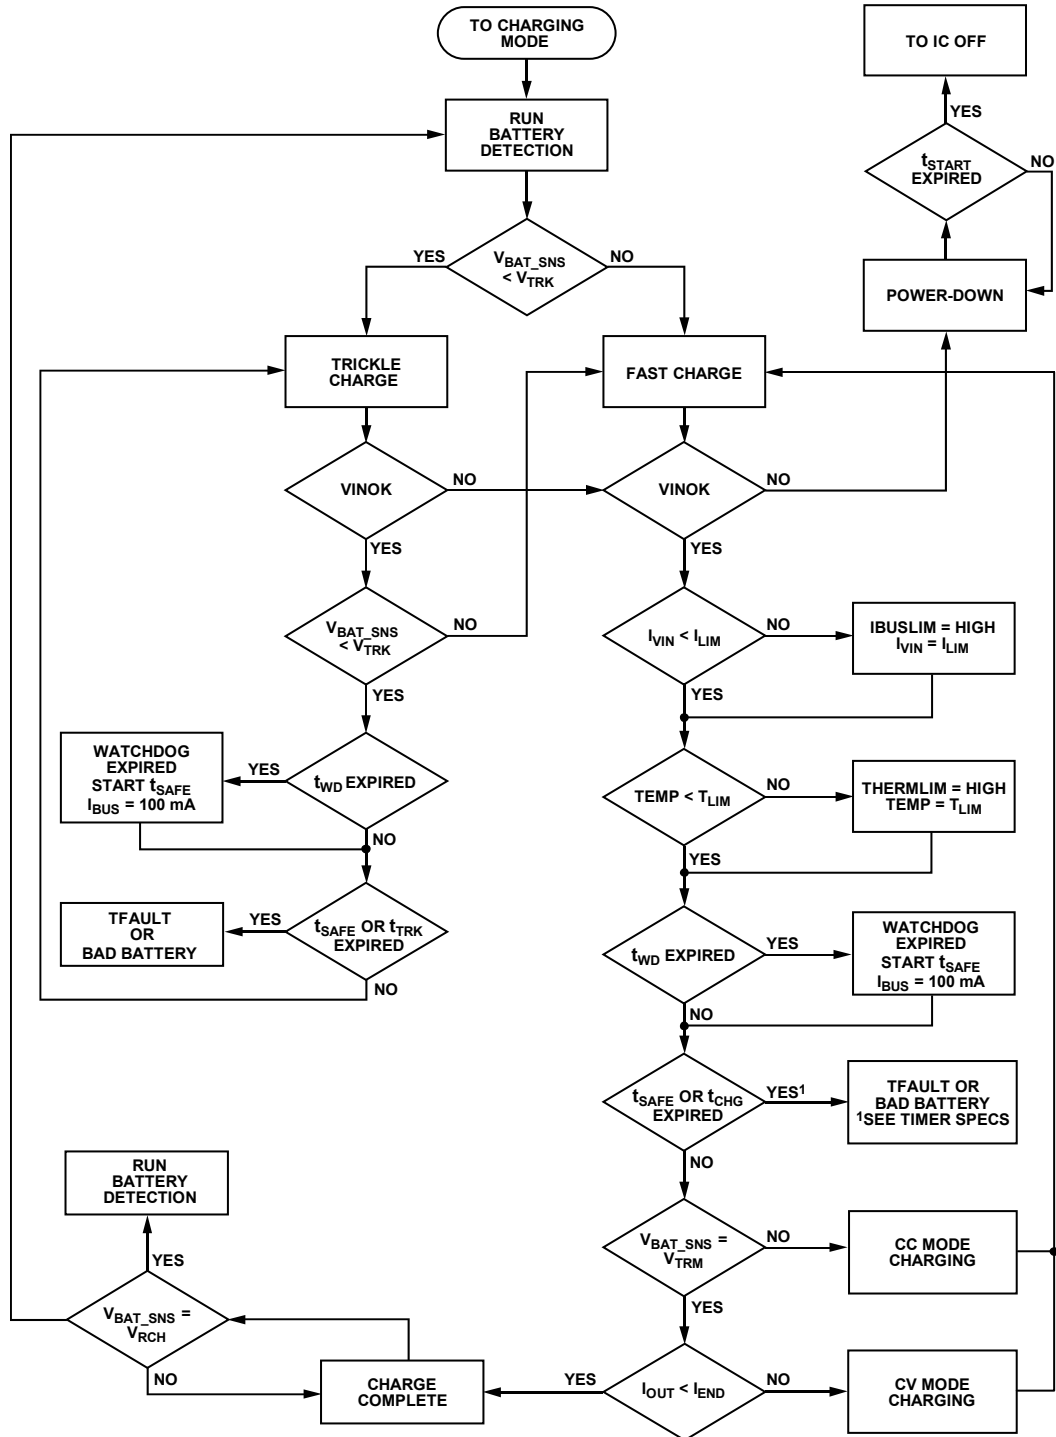 TO CHARGING
MODE
TO IC OFF
YES
RUN
BATTERY
DETECTION
tSTART
EXPIRED
NO
VBAT_SNS
< VTRK
YES
NO
POWER-DOWN
TRICKLE
CHARGE
FAST CHARGE
VINOK
NO
VINOK
NO
YES
YES
VBAT_SNS
< VTRK
NO
IVIN < ILIM
NO
IBUSLIM = HIGH
IVIN = ILIM
YES
YES
WATCHDOG
EXPIRED
START tSAFE
IBUS = 100 mA
YES
tWD EXPIRED
TEMP < TLIM
NO
THERMLIM = HIGH
TEMP = TLIM
NO
YES
TFAULT
OR
BAD BATTERY
YES
tSAFE OR tTRK
EXPIRED
NO
tWD EXPIRED
YES
WATCHDOG
EXPIRED
START tSAFE
IBUS = 100 mA
NO
tSAFE OR tCHG
EXPIRED
YES¹
TFAULT OR
BAD BATTERY
¹SEE TIMER SPECS
NO
RUN
BATTERY
DETECTION
VBAT_SNS =
VTRM
NO
CC MODE
CHARGING
YES
YES
VBAT_SNS =
VRCH
NO
CHARGE
COMPLETE
YES
IOUT < IEND
NO
CV MODE
CHARGING